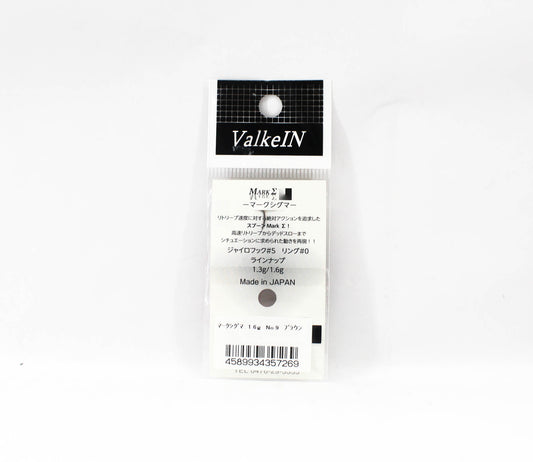 ValkeIN
MARK Σ
ーマークシグマー
リトリーブ速度に対する絶対アクションを追求した
スプーン Mark Σ！
高速リトリーブからデッドスローまで
シチュエーションに求められた動きを再現！！
ジャイロフック#5 リング#0
ラインナップ
1.3g/1.6g
Made in JAPAN
マークシグマ 1.6g No.9 ブラウン
4589934357269